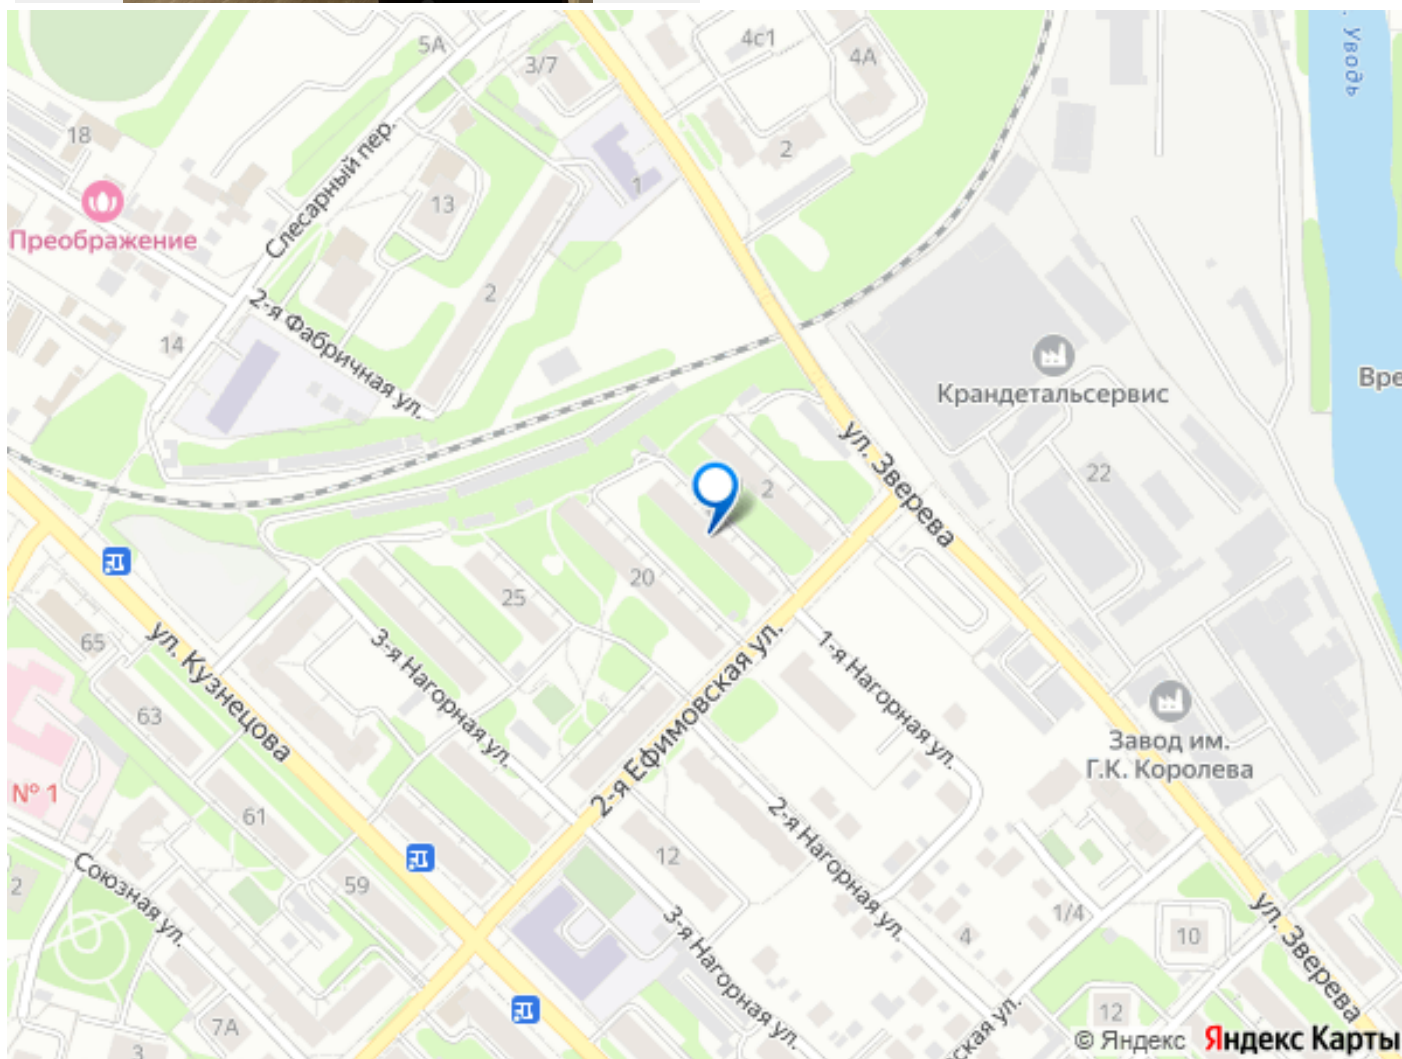 5А
3/7
4с1
4А
р. Уводь
18
Слесарный пер.
13
1
2
Преображение
2
2-я Фабричная ул.
14
Крандетальсервис
Вре
ул. Зверева
22
2
20
25
65
ул. Кузнецова
3-я Нагорная ул.
2-я Ефимовская ул.
1-я Нагорная ул.
63
Завод им.
Г.К. Королева
№ 1
61
2-я Нагорная ул.
12
Союзная ул.
2
59
3-я Нагорная ул.
1/4
4
10
ул. Зверева
7А
3
12
ская ул.
© Яндекс Яндекс Карты